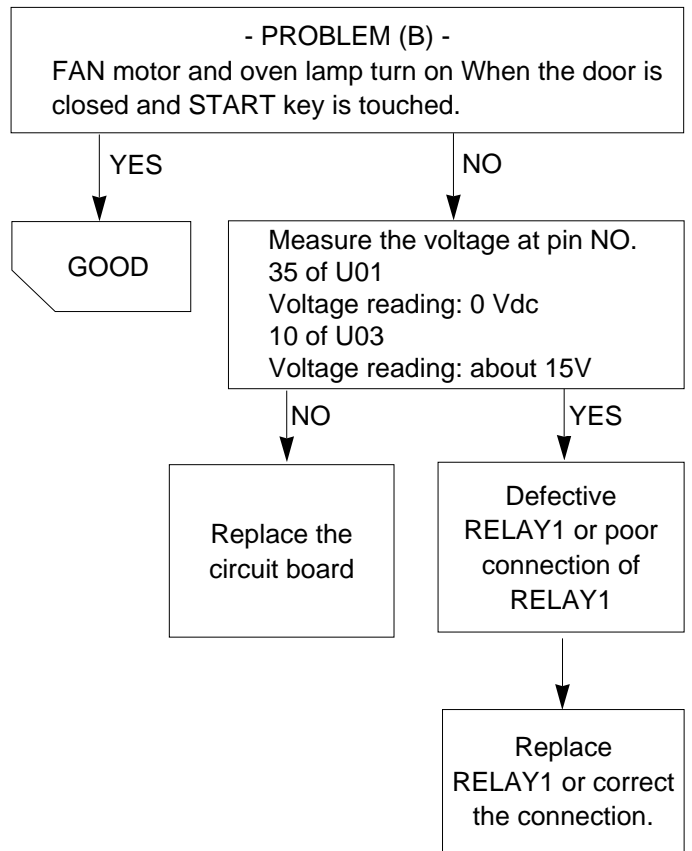 - PROBLEM (B) -
FAN motor and oven lamp turn on When the door is
closed and START key is touched.
YES
NO
GOOD
Measure the voltage at pin NO.
35 of U01
Voltage reading: 0 Vdc
10 of U03
Voltage reading: about 15V
NO
YES
Replace the
circuit board
Defective
RELAY1 or poor
connection of
RELAY1
Replace
RELAY1 or correct
the connection.